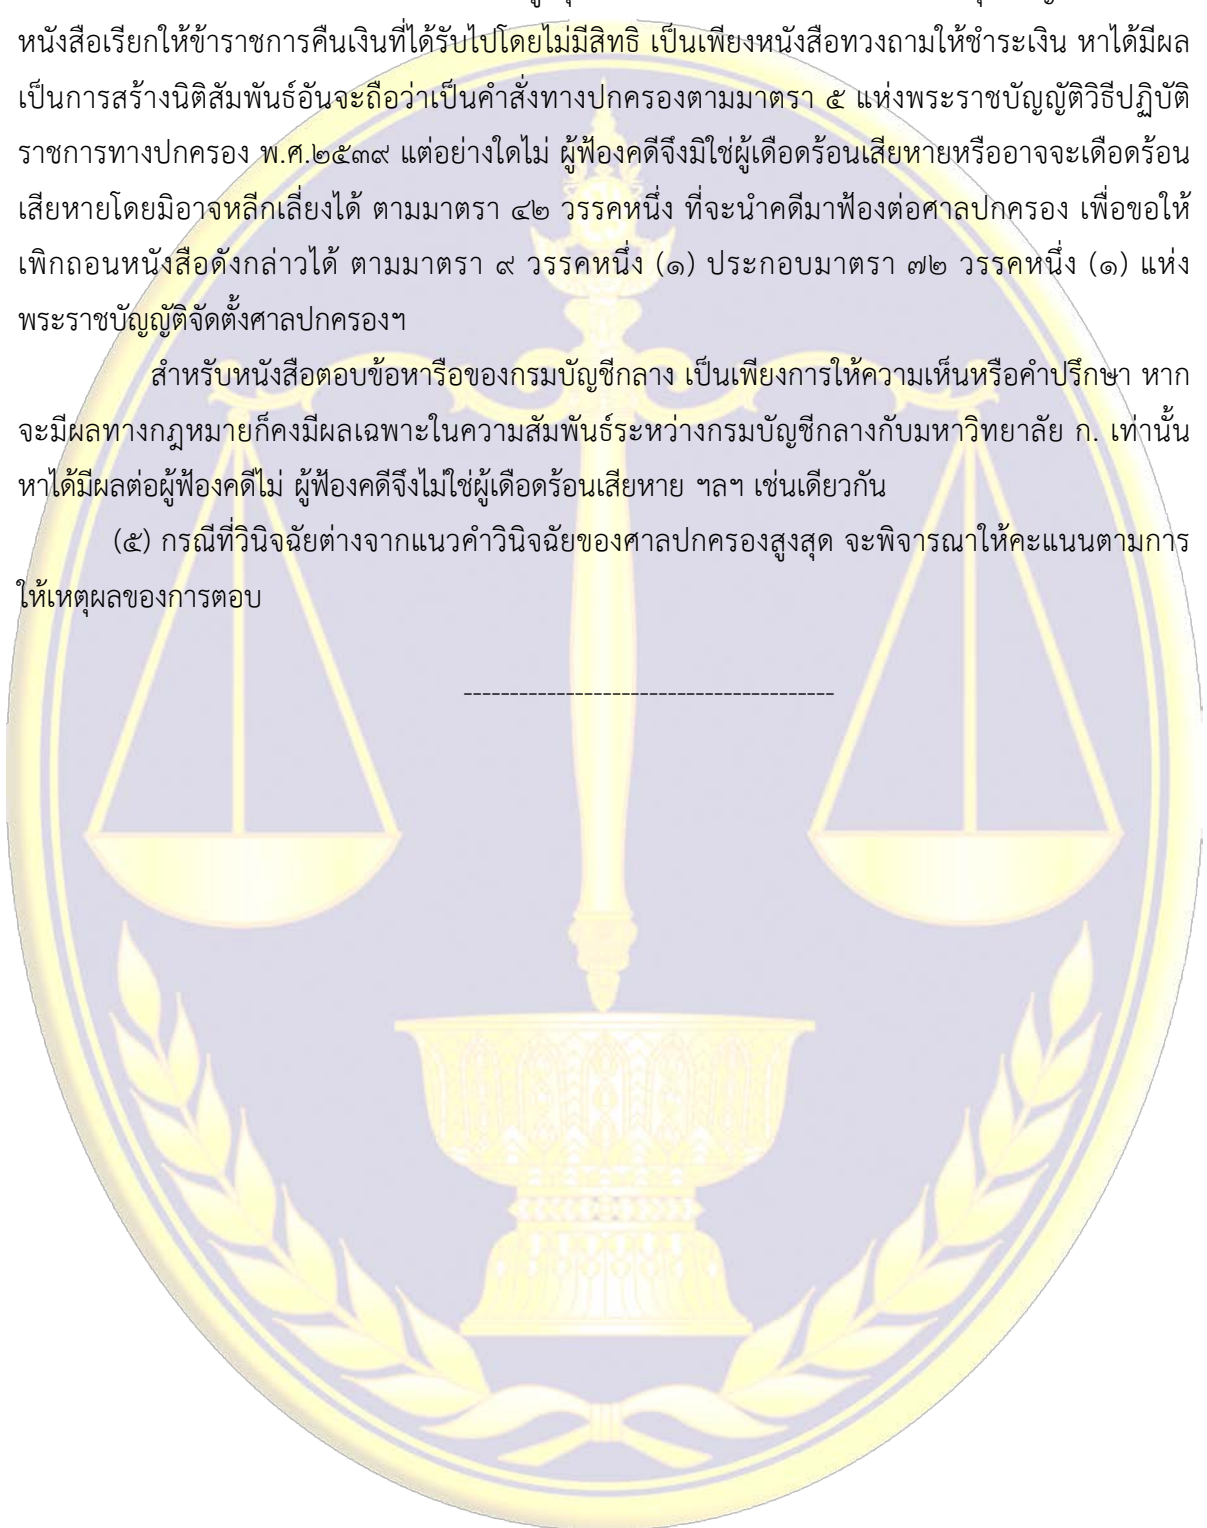 หนังสือเรียกให้ข้าราชการคืนเงินที่ได้รับไปโดยไม่มีสิทธิ เป็นเพียงหนังสือทวงถามให้ชำระเงิน หาได้มีผล
เป็นการสร้างนิติสัมพันธ์อันจะถือว่าเป็นคำสั่งทางปกครองตามมาตรา ๕ แห่งพระราชบัญญัติวิธีปฏิบัติ
ราชการทางปกครอง พ.ศ.๒๕๓๙ แต่อย่างใดไม่ ผู้ฟ้องคดีจึงมิใช่ผู้เดือดร้อนเสียหายหรืออาจจะเดือดร้อน
เสียหายโดยมิอาจหลีกเลี่ยงได้ ตามมาตรา ๔๒ วรรคหนึ่ง ที่จะนำคดีมาฟ้องต่อศาลปกครอง เพื่อขอให้
เพิกถอนหนังสือดังกล่าวได้ ตามมาตรา ๙ วรรคหนึ่ง (๑) ประกอบมาตรา ๗๒ วรรคหนึ่ง (๑) แห่ง
พระราชบัญญัติจัดตั้งศาลปกครองฯ
สำหรับหนังสือตอบข้อหารือของกรมบัญชีกลาง เป็นเพียงการให้ความเห็นหรือคำปรึกษา หาก
จะมีผลทางกฎหมายก็คงมีผลเฉพาะในความสัมพันธ์ระหว่างกรมบัญชีกลางกับมหาวิทยาลัย ก. เท่านั้น
หาได้มีผลต่อผู้ฟ้องคดีไม่ ผู้ฟ้องคดีจึงไม่ใช่ผู้เดือดร้อนเสียหาย ฯลฯ เช่นเดียวกัน
(๕) กรณีที่วินิจฉัยต่างจากแนวคำวินิจฉัยของศาลปกครองสูงสุด จะพิจารณาให้คะแนนตามการ
ให้เหตุผลของการตอบ
----------------------------------------